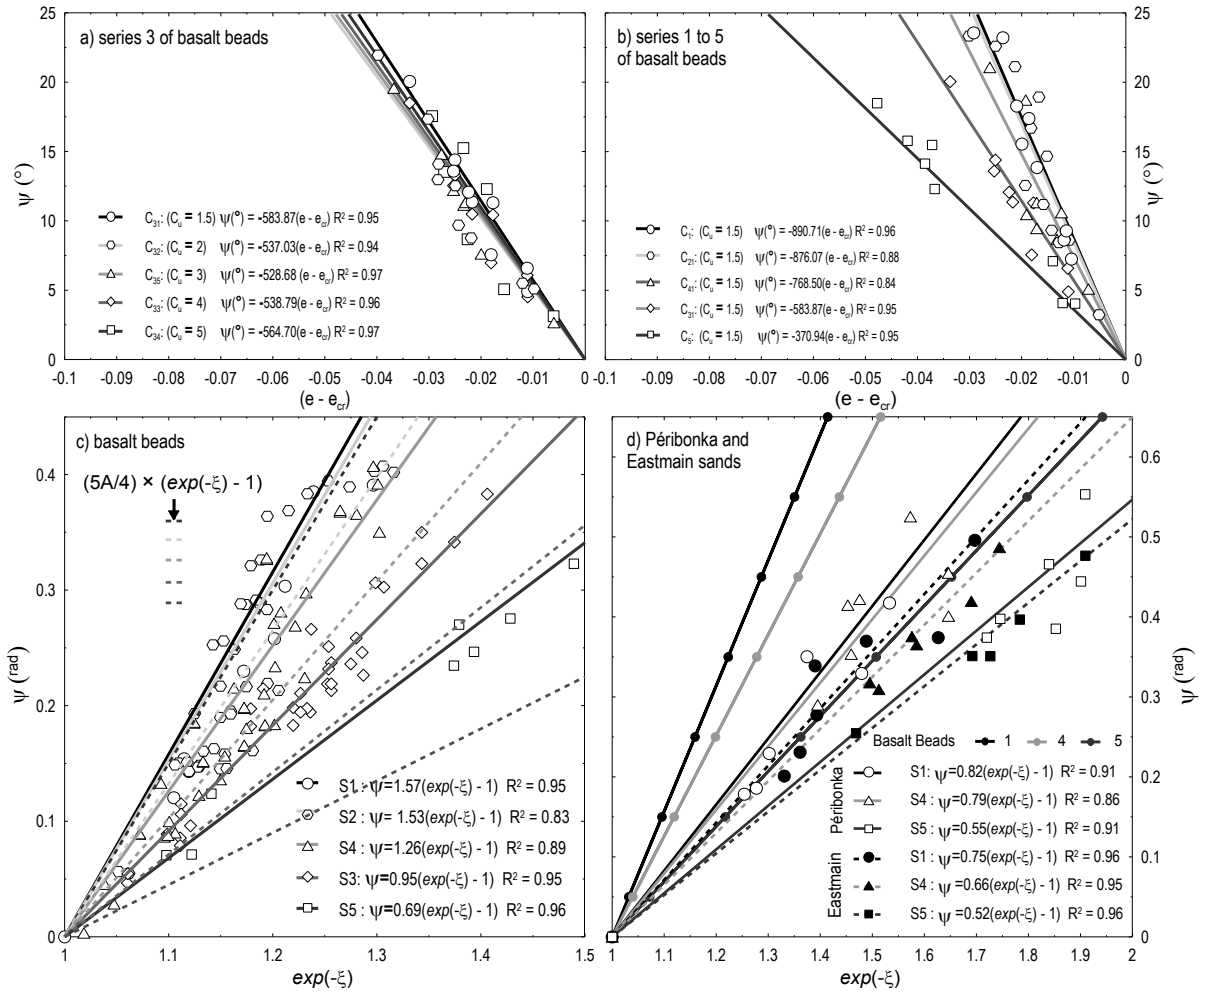 a) series 3 of basalt beads
25
20
15
10
5
0
ψ (°)
C31: (Cu = 1.5) ψ(°) = -583.87(e - ecr) R² = 0.95
C32: (Cu = 2) ψ(°) = -537.03(e - ecr) R² = 0.94
C35: (Cu = 3) ψ(°) = -528.68 (e - ecr) R² = 0.97
C33: (Cu = 4) ψ(°) = -538.79(e - ecr) R² = 0.96
C34: (Cu = 5) ψ(°) = -564.70(e - ecr) R² = 0.97
-0.1 -0.09 -0.08 -0.07 -0.06 -0.05 -0.04 -0.03 -0.02 -0.01 0
(e - ecr)
b) series 1 to 5
of basalt beads
25
20
15
10
5
0
ψ (°)
C1: (Cu = 1.5) ψ(°) = -890.71(e - ecr) R² = 0.96
C21: (Cu = 1.5) ψ(°) = -876.07 (e - ecr) R² = 0.88
C41: (Cu = 1.5) ψ(°) = -768.50(e - ecr) R² = 0.84
C31: (Cu = 1.5) ψ(°) = -583.87(e - ecr) R² = 0.95
C5: (Cu = 1.5) ψ(°) = -370.94(e - ecr) R² = 0.95
-0.1 -0.09 -0.08 -0.07 -0.06 -0.05 -0.04 -0.03 -0.02 -0.01 0
(e - ecr)
c) basalt beads
(5A/4) × (exp(-ξ) - 1)
0.4
0.3
0.2
0.1
0
ψ (rad)
S1 : ψ=1.57(exp(-ξ) - 1) R² = 0.95
S2 : ψ= 1.53(exp(-ξ) - 1) R² = 0.83
S4 : ψ=1.26(exp(-ξ) - 1) R² = 0.89
S3 : ψ=0.95(exp(-ξ) - 1) R² = 0.95
S5 : ψ=0.69(exp(-ξ) - 1) R² = 0.96
1 1.1 1.2 1.3 1.4 1.5
exp(-ξ)
d) Péribonka and
Eastmain sands
0.6
0.5
0.4
0.3
0.2
0.1
0
ψ (rad)
Basalt Beads 1 4 5
Péribonka
S1: ψ=0.82(exp(-ξ) - 1) R² = 0.91
S4 : ψ=0.79(exp(-ξ) - 1) R² = 0.86
S5 : ψ=0.55(exp(-ξ) - 1) R² = 0.91
Eastmain
S1 : ψ=0.75(exp(-ξ) - 1) R² = 0.96
S4 : ψ=0.66(exp(-ξ) - 1) R² = 0.95
S5 : ψ=0.52(exp(-ξ) - 1) R² = 0.96
1 1.1 1.2 1.3 1.4 1.5 1.6 1.7 1.8 1.9 2
exp(-ξ)